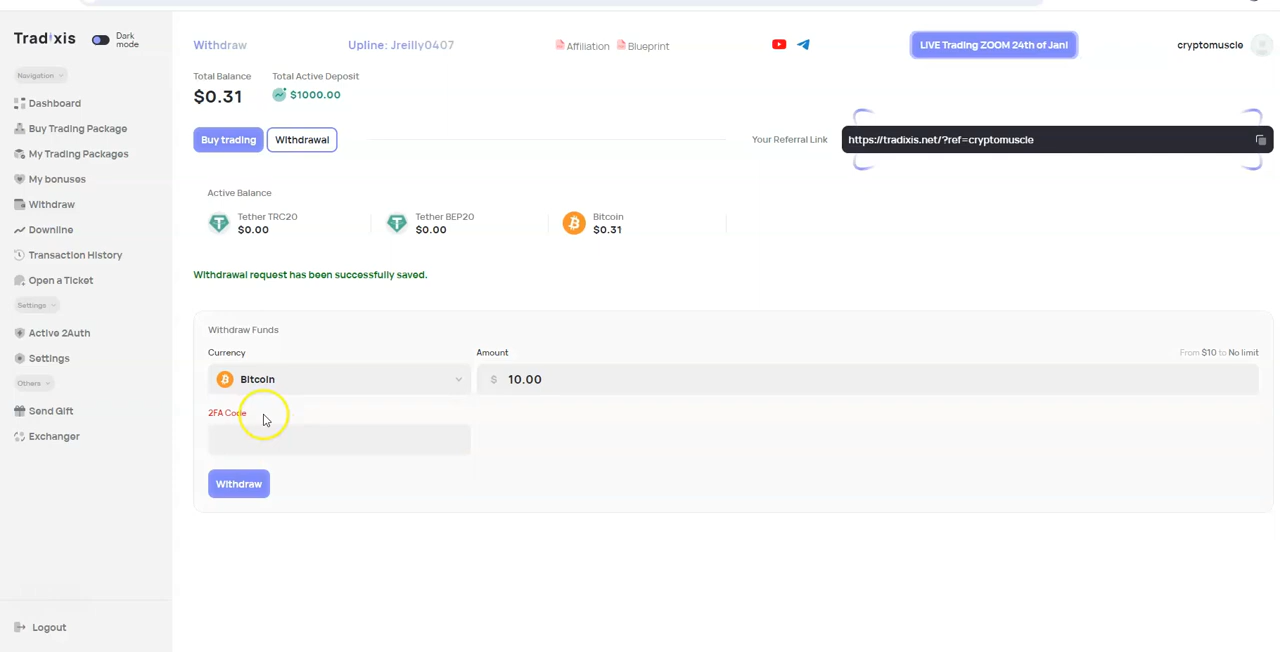 Tradixis
Dark mode
Navigation
Dashboard
Buy Trading Package
My Trading Packages
My bonuses
Withdraw
Downline
Transaction History
Open a Ticket
Settings
Active 2Auth
Settings
Others
Send Gift
Exchanger
Logout
Withdraw
Upline: Jreilly0407
Affiliation
Blueprint
LIVE Trading ZOOM 24th of Jan!
cryptomuscle
Total Balance
$0.31
Total Active Deposit
$1000.00
Buy trading
Withdrawal
Your Referral Link
https://tradixis.net/?ref=cryptomuscle
Active Balance
Tether TRC20
$0.00
Tether BEP20
$0.00
Bitcoin
$0.31
Withdrawal request has been successfully saved.
Withdraw Funds
Currency
Bitcoin
Amount
From $10 to No limit
$ 10.00
2FA Code
Withdraw